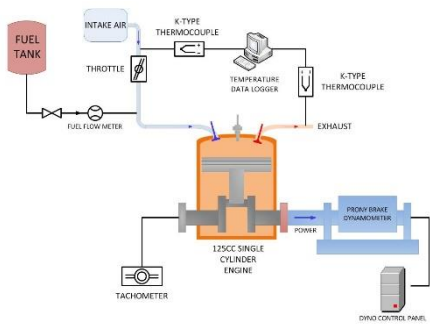 FUEL
TANK
INTAKE AIR
K-TYPE
THERMOCOUPLE
THROTTLE
TEMPERATURE
DATA LOGGER
K-TYPE
THERMOCOUPLE
FUEL FLOW METER
EXHAUST
PRONY BRAKE
DYNAMOMETER
POWER
125CC SINGLE
CYLINDER
ENGINE
TACHOMETER
DYNO CONTROL PANEL